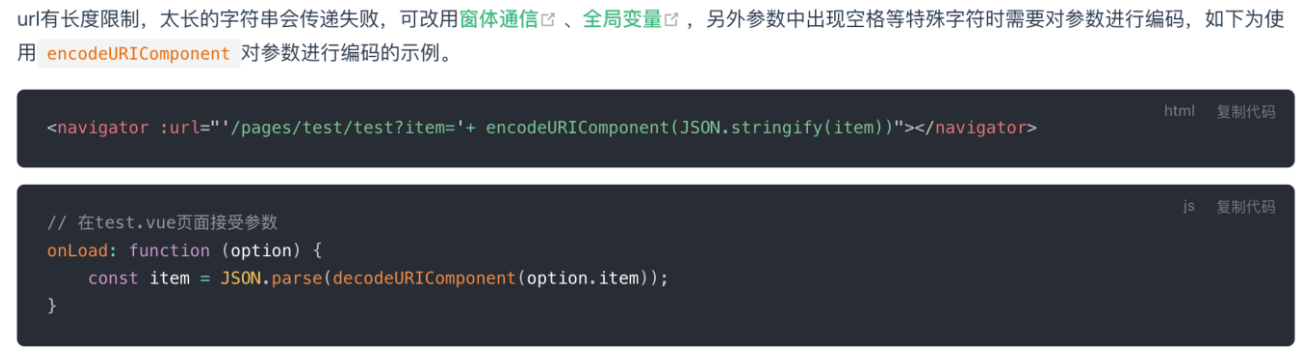 url有长度限制，太长的字符串会传递失败，可改用窗体通信、全局变量，另外参数中出现空格等特殊字符时需要对参数进行编码，如下为使
用 encodeURIComponent 对参数进行编码的示例。
html 复制代码
<navigator :url="'/pages/test/test?item='+ encodeURIComponent(JSON.stringify(item))"></navigator>
js 复制代码
// 在test.vue页面接受参数
onLoad: function (option) {
    const item = JSON.parse(decodeURIComponent(option.item));
}